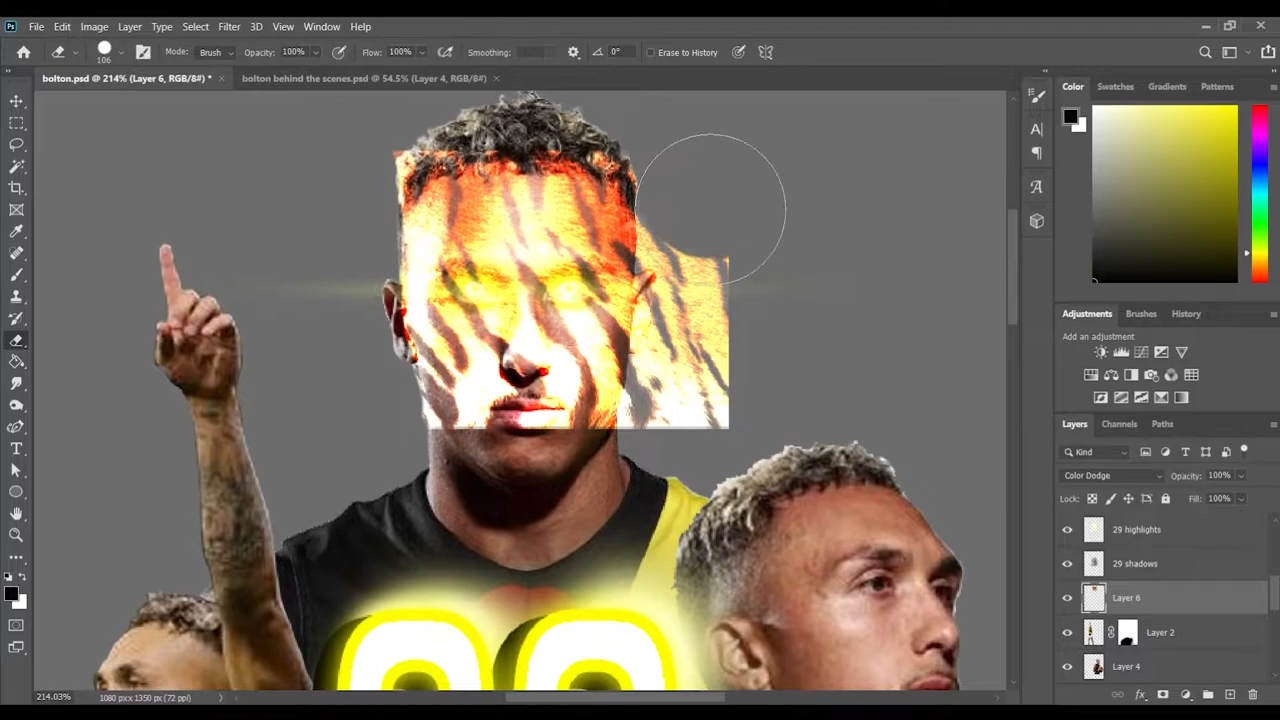 Ps File Edit Image Layer Type Select Filter 3D View Window Help
106 Mode: Brush Opacity: 100% Flow: 100% Smoothing: 0° Erase to History
bolton.psd @ 214% (Layer 6, RGB/8#) * bolton behind the scenes.psd @ 54.5% (Layer 4, RGB/8#)
Color Swatches Gradients Patterns
Adjustments Brushes History
Add an adjustment
Layers Channels Paths
Kind
Color Dodge Opacity: 100%
Lock: Fill: 100%
29 highlights
29 shadows
Layer 6
Layer 2
Layer 4
214.03% 1080 px x 1350 px (72 ppi)